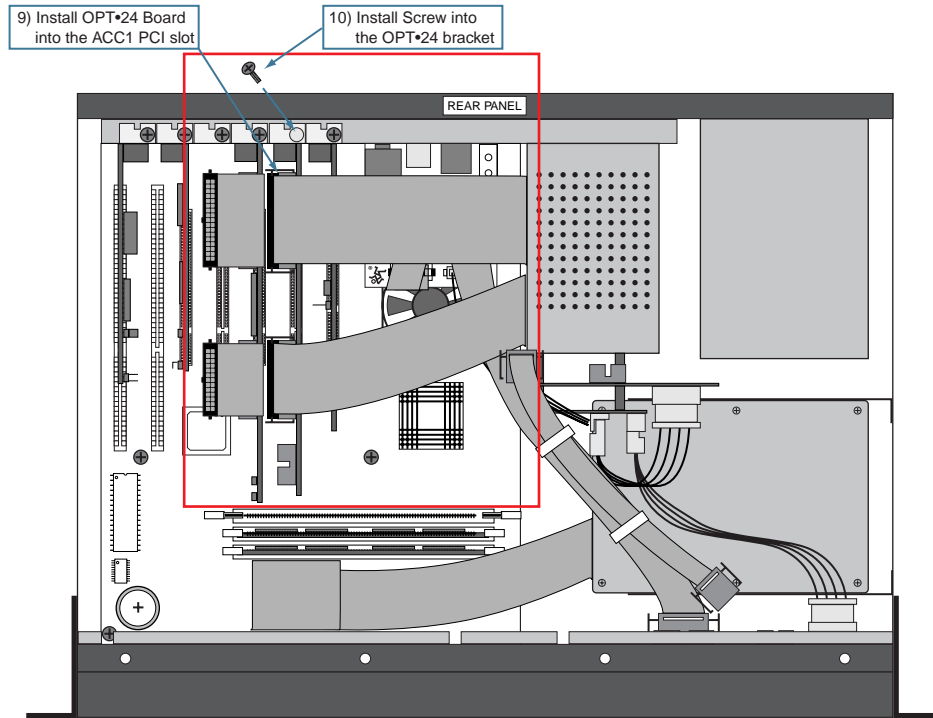 9) Install OPT•24 Board
into the ACC1 PCI slot
10) Install Screw into
the OPT•24 bracket
REAR PANEL